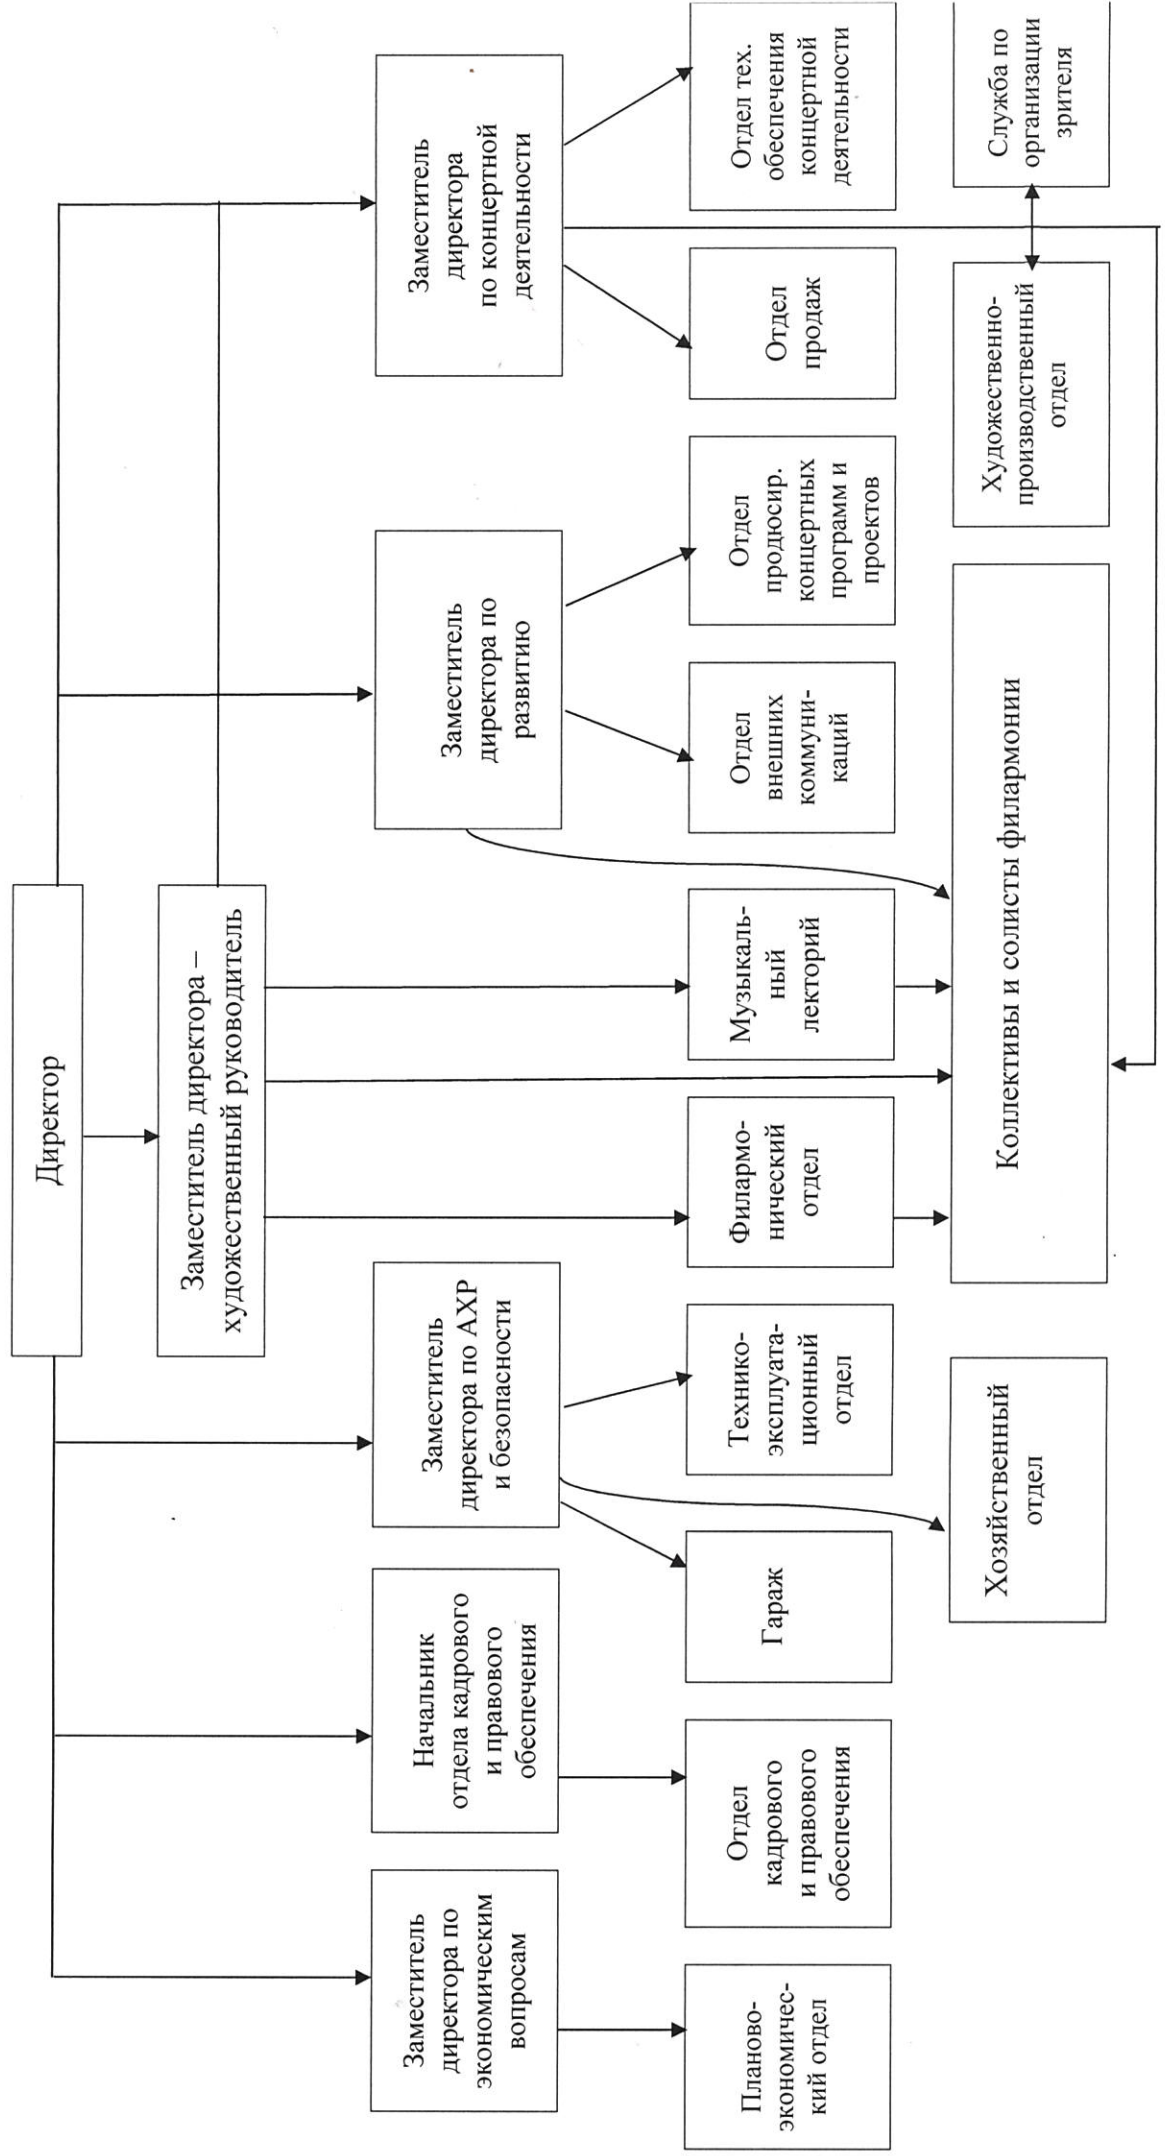 Директор
Заместитель директора –
художественный руководитель
Заместитель
директора по
экономическим
вопросам
Начальник
отдела кадрового
и правового
обеспечения
Заместитель
директора по АХР
и безопасности
Заместитель
директора по
развитию
Заместитель
директора
по концертной
деятельности
Планово-
экономичес-
кий отдел
Отдел
кадрового
и правового
обеспечения
Гараж
Технико-
эксплуата-
ционный
отдел
Филармо-
нический
отдел
Музыкаль-
ный
лекторий
Отдел
внешних
коммуни-
каций
Отдел
продюсир.
концертных
программ и
проектов
Отдел
продаж
Отдел тех.
обеспечения
концертной
деятельности
Хозяйственный
отдел
Коллективы и солисты филармонии
Художественно-
производственный
отдел
Служба по
организации
зрителя